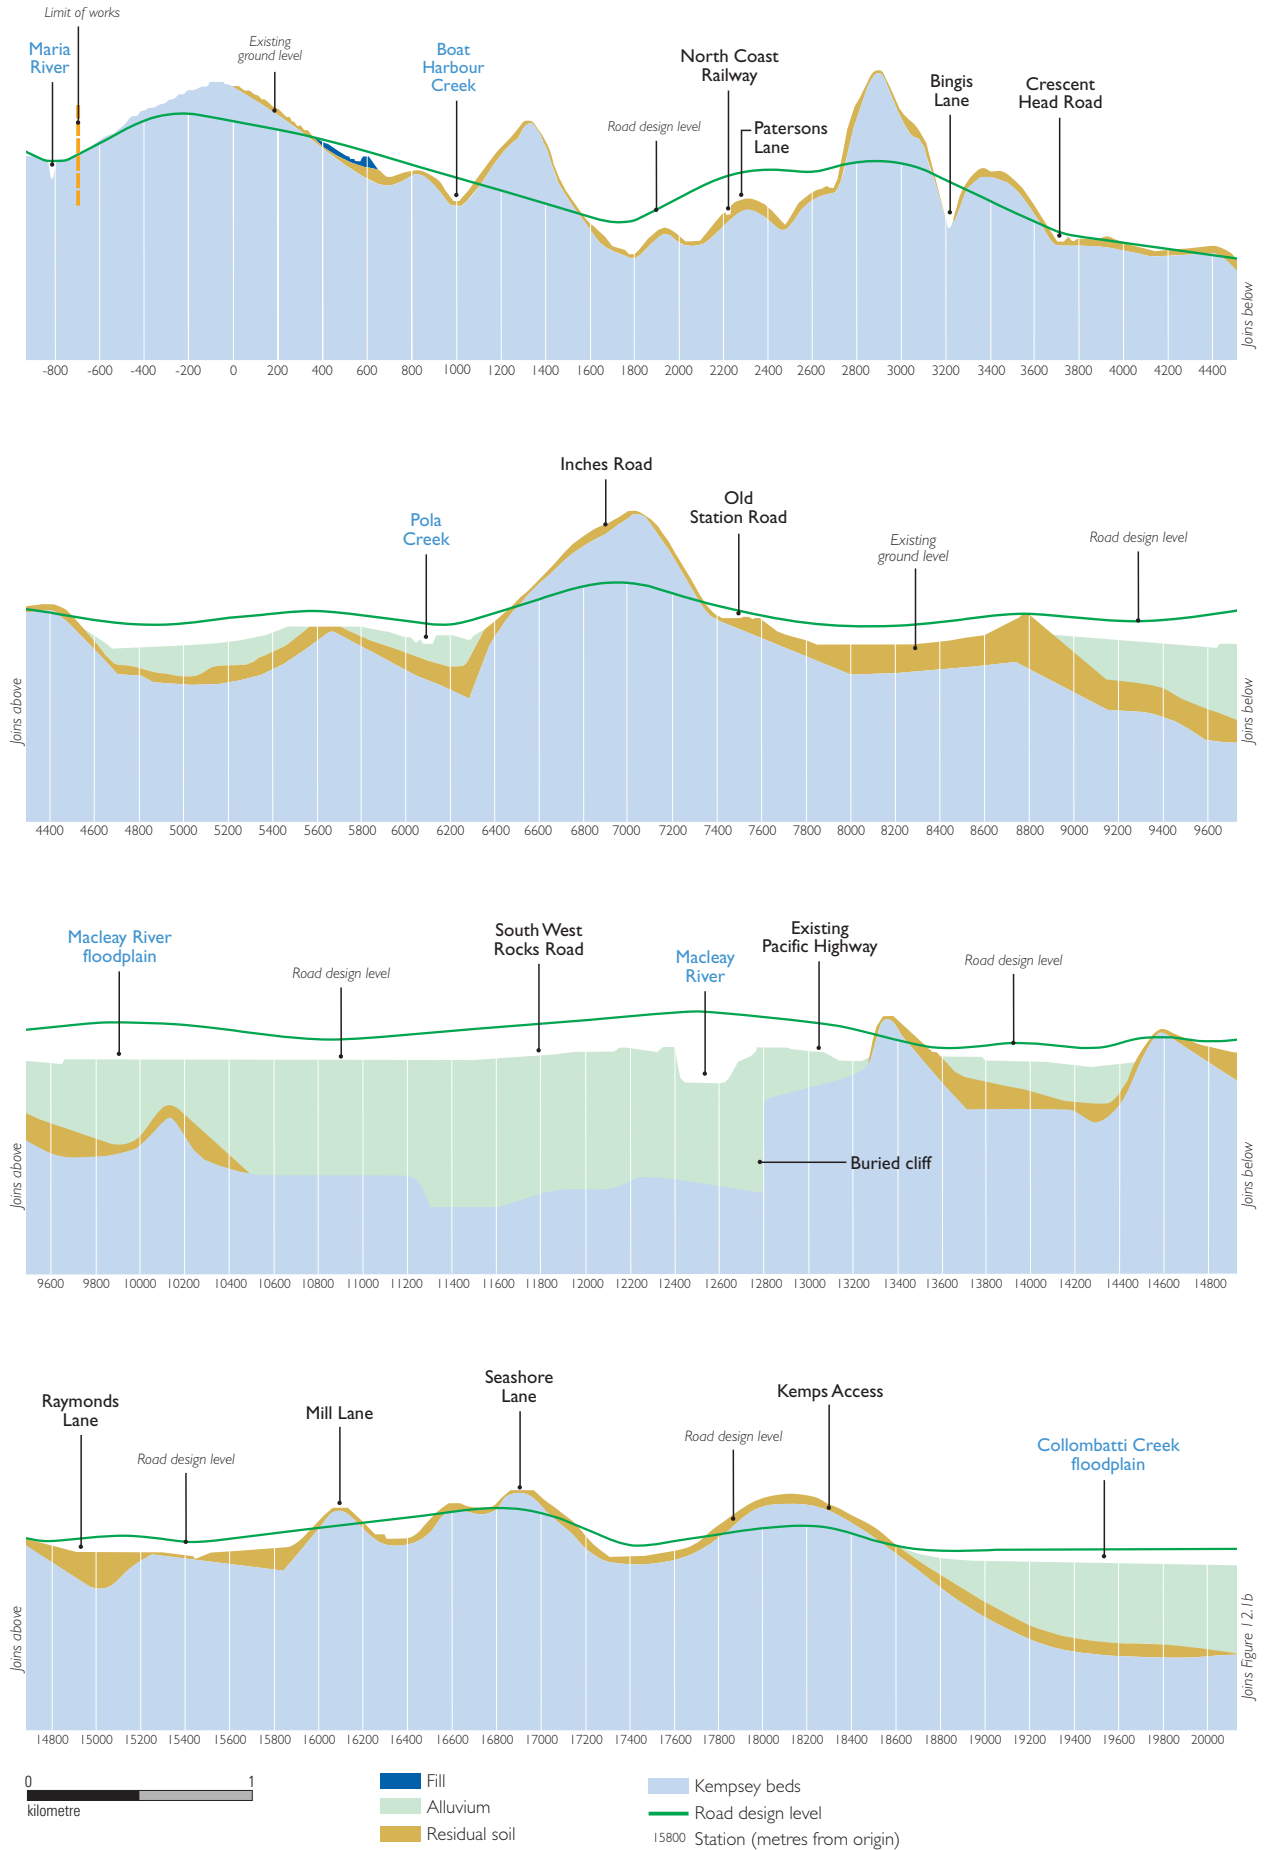 Limit of works
Maria
River
Existing
ground level
Boat
Harbour
Creek
North Coast
Railway
Road design level
Patersons
Lane
Bingis
Lane
Crescent
Head Road
Joins below
-800 -600 -400 -200 0 200 400 600 800 1000 1200 1400 1600 1800 2000 2200 2400 2600 2800 3000 3200 3400 3600 3800 4000 4200 4400
Inches Road
Pola
Creek
Old
Station Road
Existing
ground level
Road design level
Joins above
Joins below
4400 4600 4800 5000 5200 5400 5600 5800 6000 6200 6400 6600 6800 7000 7200 7400 7600 7800 8000 8200 8400 8600 8800 9000 9200 9400 9600
Macleay River
floodplain
Road design level
South West
Rocks Road
Macleay
River
Existing
Pacific Highway
Road design level
Buried cliff
Joins above
Joins below
9600 9800 10000 10200 10400 10600 10800 11000 11200 11400 11600 11800 12000 12200 12400 12600 12800 13000 13200 13400 13600 13800 14000 14200 14400 14600 14800
Raymonds
Lane
Road design level
Mill Lane
Seashore
Lane
Road design level
Kemps Access
Collombatti Creek
floodplain
Joins above
Joins Figure 12.1b
14800 15000 15200 15400 15600 15800 16000 16200 16400 16600 16800 17000 17200 17400 17600 17800 18000 18200 18400 18600 18800 19000 19200 19400 19600 19800 20000
0 1
kilometre
Fill
Alluvium
Residual soil
Kempsey beds
Road design level
15800 Station (metres from origin)